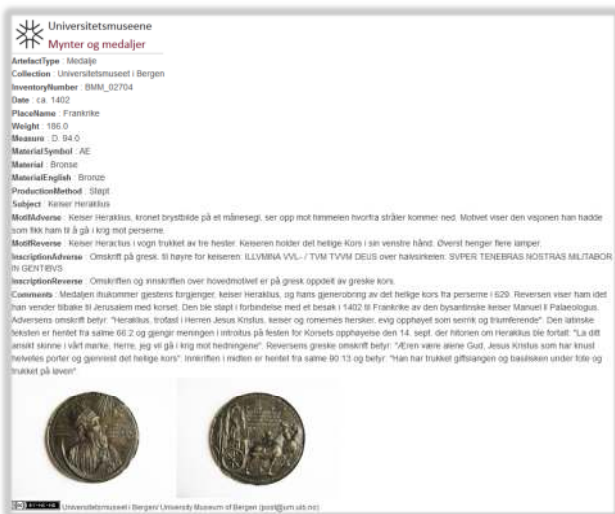 Universitetsmuseene
Mynter og medaljer
ArtefactType : Medalje
Collection : Universitetsmuseet i Bergen
InventoryNumber : BMM_02704
Date : ca. 1402
PlaceName : Frankrike
Weight : 186.0
Measure : D. 94.0
MaterialSymbol : AE
Material : Bronse
MaterialEnglish : Bronze
ProductionMethod : Støpt
Subject : Keiser Heraklius
MotifAdverse : Keiser Heraklius, kronet brystbilde på et månesegl, ser opp mot himmelen hvorfra stråler kommer ned. Motivet viser den visjonen han hadde
som fikk ham til å gå i krig mot perserne.
MotifReverse : Keiser Heraclius i vogn trukket av tre hester. Keiseren holder det hellige Kors i sin venstre hånd. Øverst henger flere lamper.
InscriptionAdverse : Omskrift på gresk. til høyre for keiseren: ILLVMINA VVL- / TVM TVVM DEUS over halvsirkelen: SVPER TENEBRAS NOSTRAS MILITABOR
IN GENTIBVS
InscriptionReverse : Omskriften og innskriften over hovedmotivet er på gresk oppdelt av greske kors.
Comments : Medaljen ihukommer gjestens forgjenger, keiser Heraklius, og hans gjenerobring av det hellige kors fra perserne i 629. Reversen viser ham idet
han vender tilbake til Jerusalem med korset. Den ble støpt i forbindelse med et besøk i 1402 til Frankrike av den bysantinske keiser Manuel II Palaeologus.
Adversens omskrift betyr: "Heraklius, trofast i Herren Jesus Kristus, keiser og romernes hersker, evig opphøyet som seirrik og triumferende". Den latinske
teksten er hentet fra salme 66.2 og gjengir meningen i introitus på festen for Korsets opphøyelse den 14. sept. der hitorien om Heraklius ble fortalt: "La ditt
ansikt skinne i vårt mørke. Herre, jeg vil gå i krig mot hedningene". Reversens greske omskrift betyr: "Æren være alene Gud, Jesus Kristus som har knust
helvetes porter og gjenreist det hellige kors". Innkriften i midten er hentet fra salme 90.13 og betyr: "Han har trukket giftslangen og basilisken under fote og
trukket på løven"
BY-NC-ND Universitetsmuseet i Bergen/ University Museum of Bergen (post@um.uib.no)